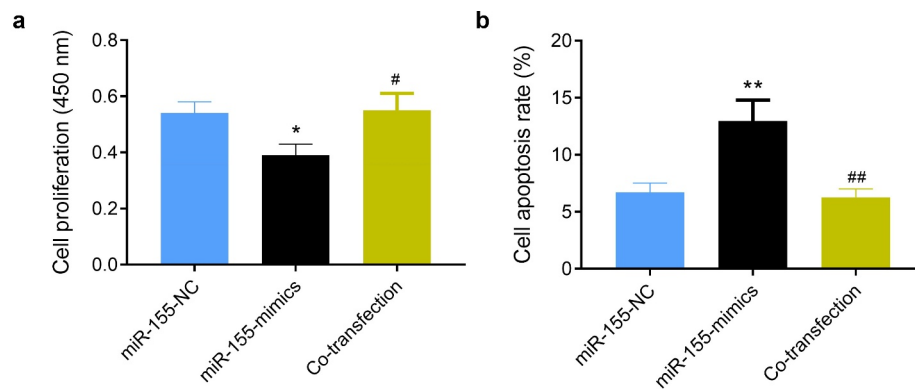 a
Cell proliferation (450 nm)
0.8
0.6
0.4
0.2
0.0
*
#
miR-155-NC
miR-155-mimics
Co-transfection
b
Cell apoptosis rate (%)
20
15
10
5
0
**
##
miR-155-NC
miR-155-mimics
Co-transfection